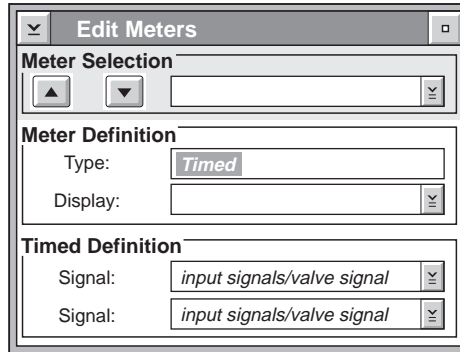 Edit Meters
Meter Selection
Meter Definition
Type: Timed
Display:
Timed Definition
Signal: input signals/valve signal
Signal: input signals/valve signal